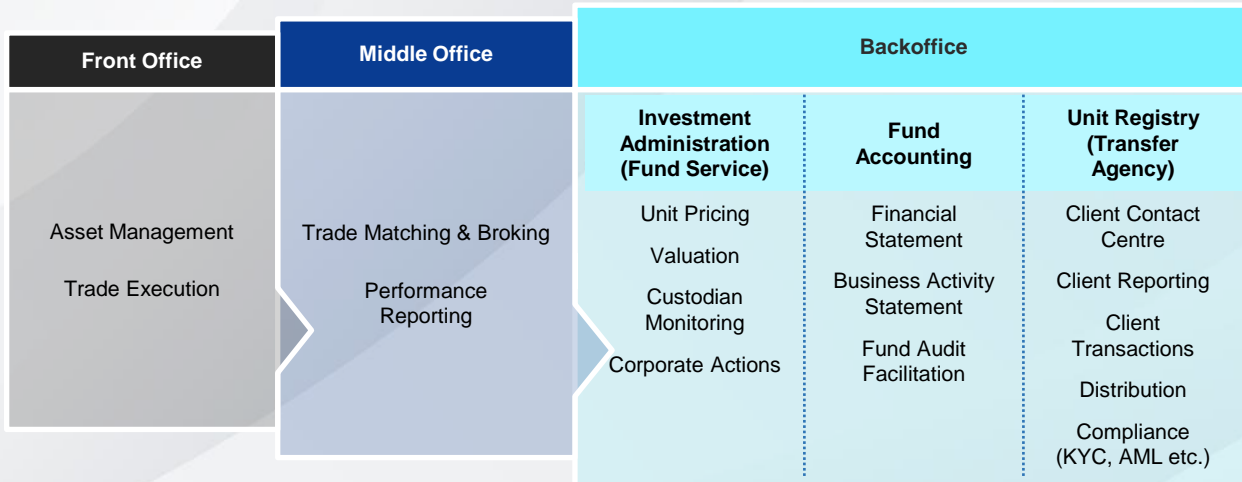 Front Office
Asset Management
Trade Execution
Middle Office
Trade Matching & Broking
Performance
Reporting
Backoffice
Investment
Administration
(Fund Service)
Unit Pricing
Valuation
Custodian
Monitoring
Corporate Actions
Fund
Accounting
Financial
Statement
Business Activity
Statement
Fund Audit
Facilitation
Unit Registry
(Transfer
Agency)
Client Contact
Centre
Client Reporting
Client
Transactions
Distribution
Compliance
(KYC, AML etc.)